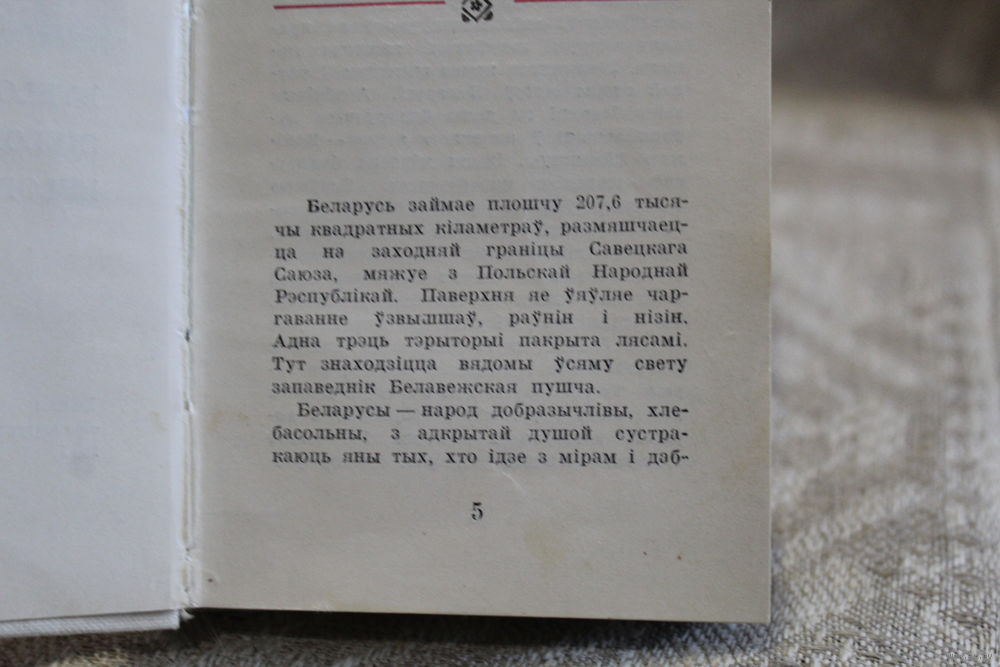 Беларусь займае плошчу 207,6 тыся-
чы квадратных кіламетраў, размяшчаец-
ца на заходняй граніцы Савецкага
Саюза, мяжуе з Польскай Народнай
Рэспублікай. Паверхня яе ўяўляе чар-
гаванне ўзвышшаў, раўнін і нізін.
Адна трэць тэрыторыі пакрыта лясамі.
Тут знаходзіцца вядомы ўсяму свету
запаведнік Белавежская пушча.
Беларусы — народ добразычлівы, хле-
басольны, з адкрытай душой сустра-
каюць яны тых, хто ідзе з мірам і даб-
5